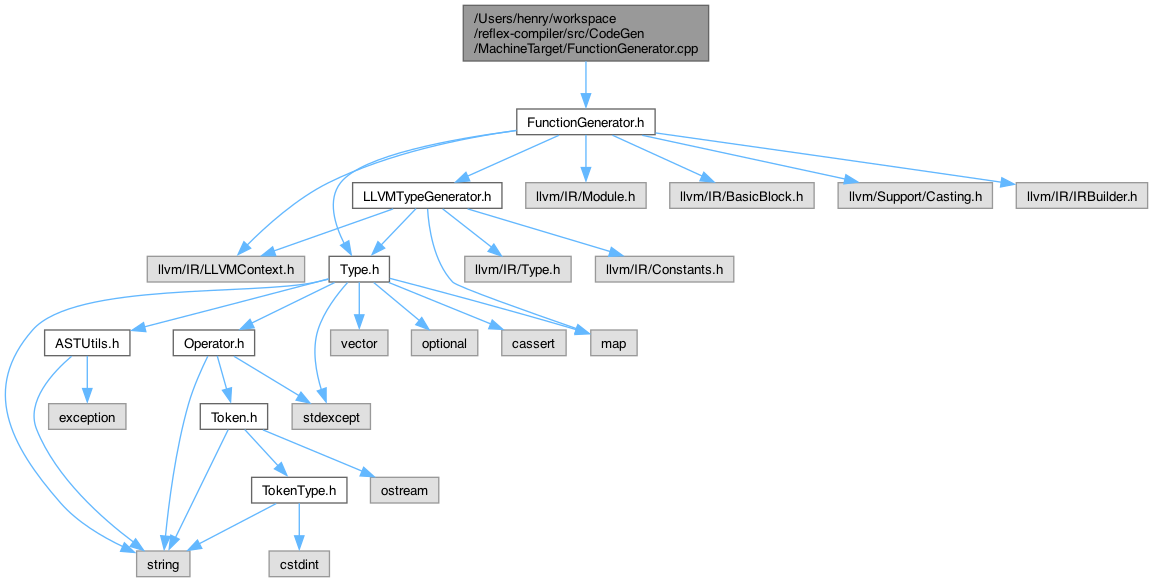 /Users/henry/workspace
/reflex-compiler/src/CodeGen
/MachineTarget/FunctionGenerator.cpp
FunctionGenerator.h
LLVMTypeGenerator.h
llvm/IR/Module.h
llvm/IR/BasicBlock.h
llvm/Support/Casting.h
llvm/IR/IRBuilder.h
llvm/IR/LLVMContext.h
Type.h
llvm/IR/Type.h
llvm/IR/Constants.h
ASTUtils.h
Operator.h
vector
optional
cassert
map
exception
Token.h
stdexcept
TokenType.h
ostream
string
cstdint